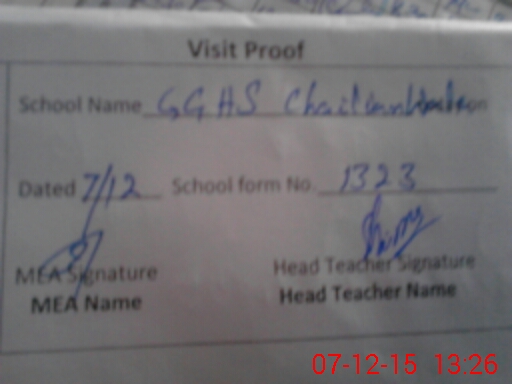 Visit Proof
School Name GGHS
Dated 7/12 School form No. 1323
MEA Signature Head Teacher Signature
MEA Name Head Teacher Name
07-12-15 13:26